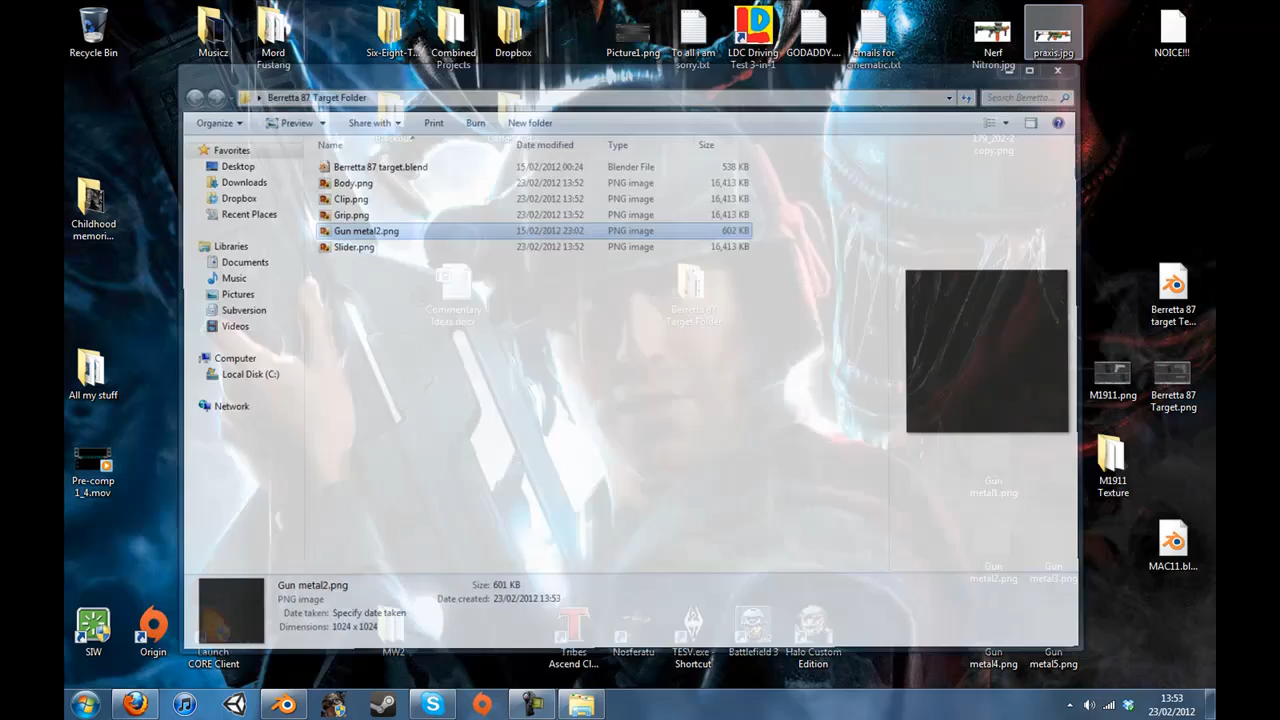 Recycle Bin
Musicz
Mord
Fustang
Six-Eight-T...
Combined
Projects
Dropbox
Picture1.png
To all i am
sorry.txt
LDC Driving
Test 3-in-1
GODADDY....
Emails for
cinematic.txt
Nerf
Nitron.jpg
praxis.jpg
NOICE!!!
Berretta 87 Target Folder
Search Berretta...
Organize
Preview
Share with
Print
Burn
New folder
179_202-2
copy.png
Name
Date modified
Type
Size
Favorites
Desktop
Downloads
Dropbox
Recent Places
Libraries
Documents
Music
Pictures
Subversion
Videos
Computer
Local Disk (C:)
Network
Berretta 87 target.blend 15/02/2012 00:24 Blender File 538 KB
Body.png 23/02/2012 13:52 PNG image 16,413 KB
Clip.png 23/02/2012 13:52 PNG image 16,413 KB
Grip.png 23/02/2012 13:52 PNG image 16,413 KB
Gun metal2.png 15/02/2012 23:02 PNG image 602 KB
Slider.png 23/02/2012 13:52 PNG image 16,413 KB
Commentary
Ideas.docx
Berretta 87
Target Folder
Childhood
memori...
Berretta 87
target Te...
All my stuff
M1911.png
Berretta 87
Target.png
Pre-comp
1_4.mov
Gun
metal1.png
M1911
Texture
MAC11.bl...
Gun
metal2.png
Gun
metal3.png
Gun metal2.png
PNG image
Date taken: Specify date taken
Dimensions: 1024 x 1024
Size: 601 KB
Date created: 23/02/2012 13:53
SIW
Origin
Launch
CORE Client
MW2
Tribes
Ascend Cl...
Nosferatu
TESV.exe -
Shortcut
Battlefield 3
Halo Custom
Edition
Gun
metal4.png
Gun
metal5.png
13:53
23/02/2012